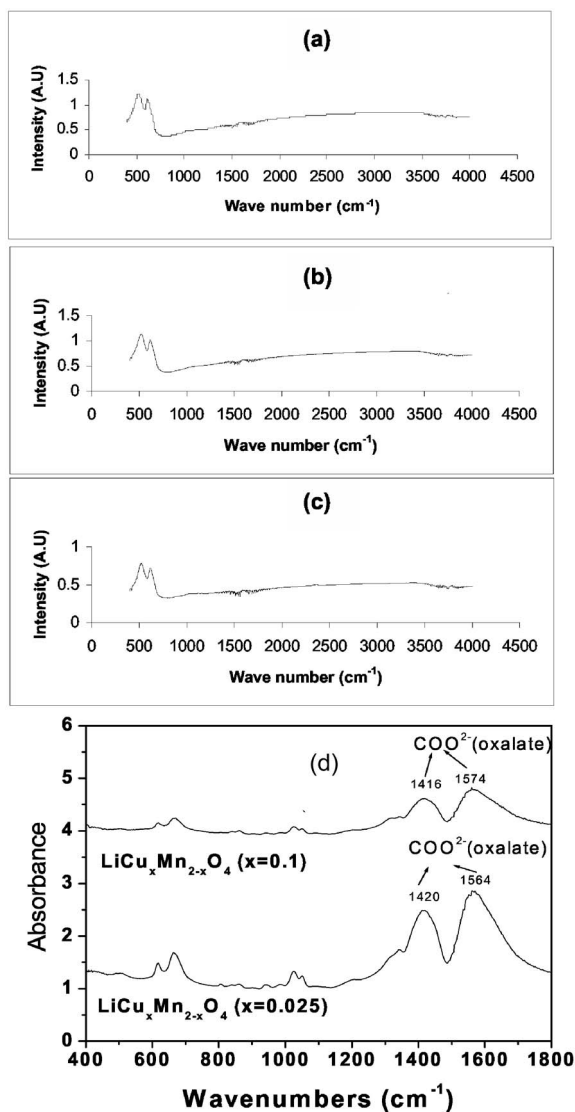 (a)
Intensity (A.U)
1.5
1
0.5
0
0 500 1000 1500 2000 2500 3000 3500 4000 4500
Wave number (cm⁻¹)
(b)
Intensity (A.U)
1.5
1
0.5
0
0 500 1000 1500 2000 2500 3000 3500 4000 4500
Wave number (cm⁻¹)
(c)
Intensity (A.U)
1
0.5
0
0 500 1000 1500 2000 2500 3000 3500 4000 4500
Wave number (cm⁻¹)
(d)
Absorbance
6
5
4
3
2
1
0
COO²⁻(oxalate)
1416 1574
LiCuₓMn₂₋ₓO₄ (x=0.1)
COO²⁻(oxalate)
1420 1564
LiCuₓMn₂₋ₓO₄ (x=0.025)
400 600 800 1000 1200 1400 1600 1800
Wavenumbers (cm⁻¹)